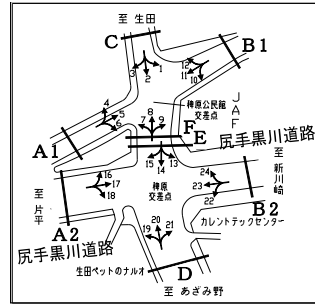 至 生田
C
B1
3
2
1
12
11
10
稗原公民館
交差点
JAF
4
5
6
7
8
9
F
E
尻手黒川道路
A1
15
14
13
至 新川崎
至 片平
16
17
18
稗原
交差点
24
23
22
B2
A2
カレントテックセンター
尻手黒川道路
19
20
21
生田ペットのナルオ
D
至 あざみ野